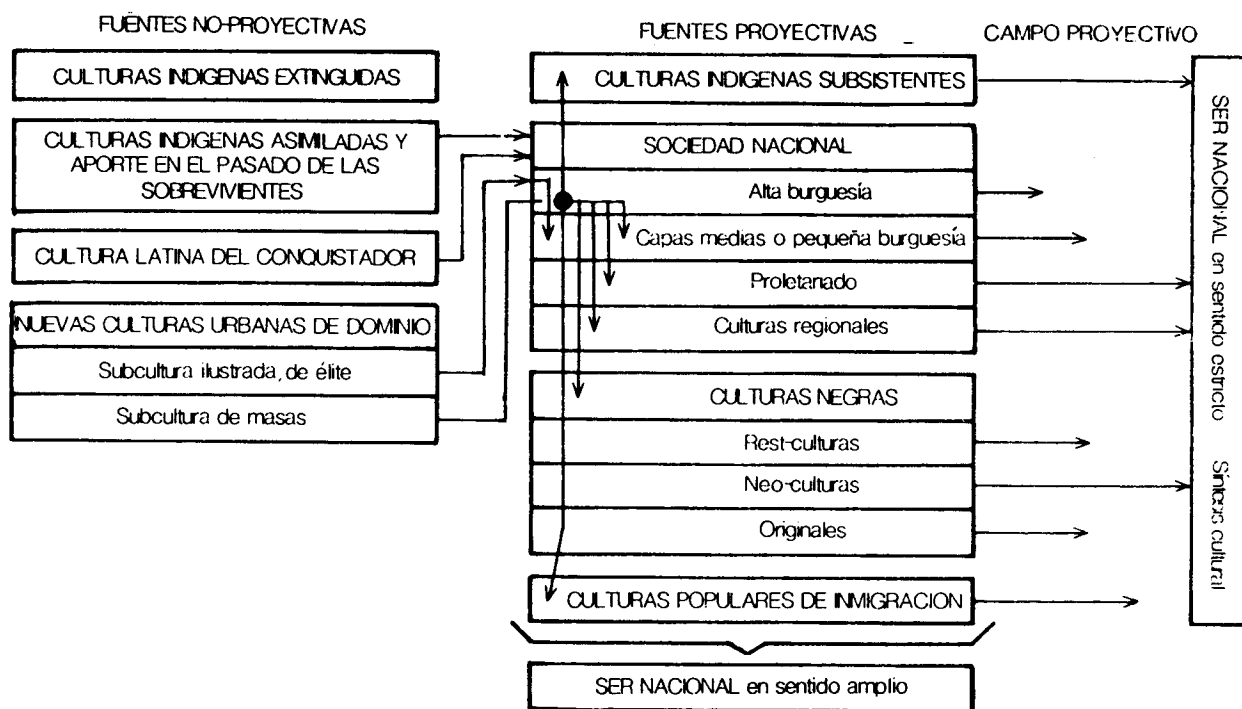 FUENTES NO-PROYECTIVAS
CULTURAS INDIGENAS EXTINGUIDAS
CULTURAS INDIGENAS ASIMILADAS Y
APORTE EN EL PASADO DE LAS
SOBREVIVIENTES
CULTURA LATINA DEL CONQUISTADOR
NUEVAS CULTURAS URBANAS DE DOMINIO
Subcultura ilustrada, de élite
Subcultura de masas
FUENTES PROYECTIVAS
CULTURAS INDIGENAS SUBSISTENTES
SOCIEDAD NACIONAL
Alta burguesía
Capas medias o pequeña burguesía
Proletariado
Culturas regionales
CULTURAS NEGRAS
Rest-culturas
Neo-culturas
Originales
CULTURAS POPULARES DE INMIGRACION
SER NACIONAL en sentido amplio
CAMPO PROYECTIVO
SER NACIONAL en sentido estricto Síntesis cultural